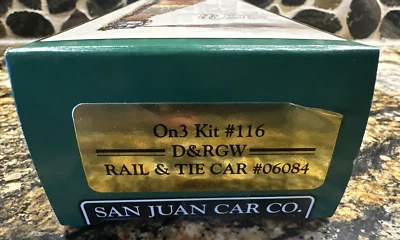 On3 Kit #116
D&RGW
RAIL & TIE CAR #06084
SAN JUAN CAR CO.